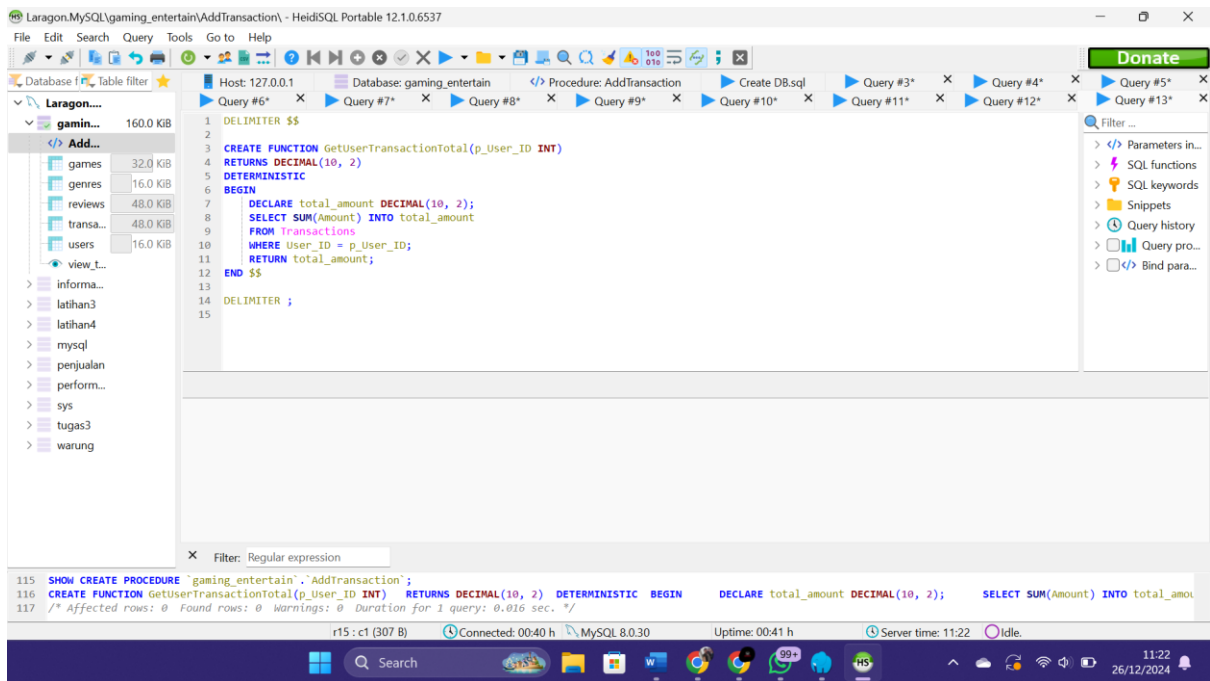 Laragon.MySQL\gaming_entertain\AddTransaction\ - HeidiSQL Portable 12.1.0.6537
File Edit Search Query Tools Go to Help
Donate
Database f Table filter
Host: 127.0.0.1 Database: gaming_entertain Procedure: AddTransaction Create DB.sql Query #3* Query #4* Query #5*
Query #6* Query #7* Query #8* Query #9* Query #10* Query #11* Query #12* Query #13*
Laragon....
gamin... 160.0 KiB
Add...
games 32.0 KiB
genres 16.0 KiB
reviews 48.0 KiB
transa... 48.0 KiB
users 16.0 KiB
view_t...
informa...
latihan3
latihan4
mysql
penjualan
perform...
sys
tugas3
warung
1 DELIMITER $$
2
3 CREATE FUNCTION GetUserTransactionTotal(p_User_ID INT)
4 RETURNS DECIMAL(10, 2)
5 DETERMINISTIC
6 BEGIN
7 DECLARE total_amount DECIMAL(10, 2);
8 SELECT SUM(Amount) INTO total_amount
9 FROM Transactions
10 WHERE User_ID = p_User_ID;
11 RETURN total_amount;
12 END $$
13
14 DELIMITER ;
15
Filter ...
Parameters in...
SQL functions
SQL keywords
Snippets
Query history
Query pro...
Bind para...
Filter: Regular expression
115 SHOW CREATE PROCEDURE `gaming_entertain`.`AddTransaction`;
116 CREATE FUNCTION GetUserTransactionTotal(p_User_ID INT) RETURNS DECIMAL(10, 2) DETERMINISTIC BEGIN DECLARE total_amount DECIMAL(10, 2); SELECT SUM(Amount) INTO total_amou
117 /* Affected rows: 0 Found rows: 0 Warnings: 0 Duration for 1 query: 0.016 sec. */
r15 : c1 (307 B) Connected: 00:40 h MySQL 8.0.30 Uptime: 00:41 h Server time: 11:22 Idle.
Search 99+ HS 11:22
26/12/2024